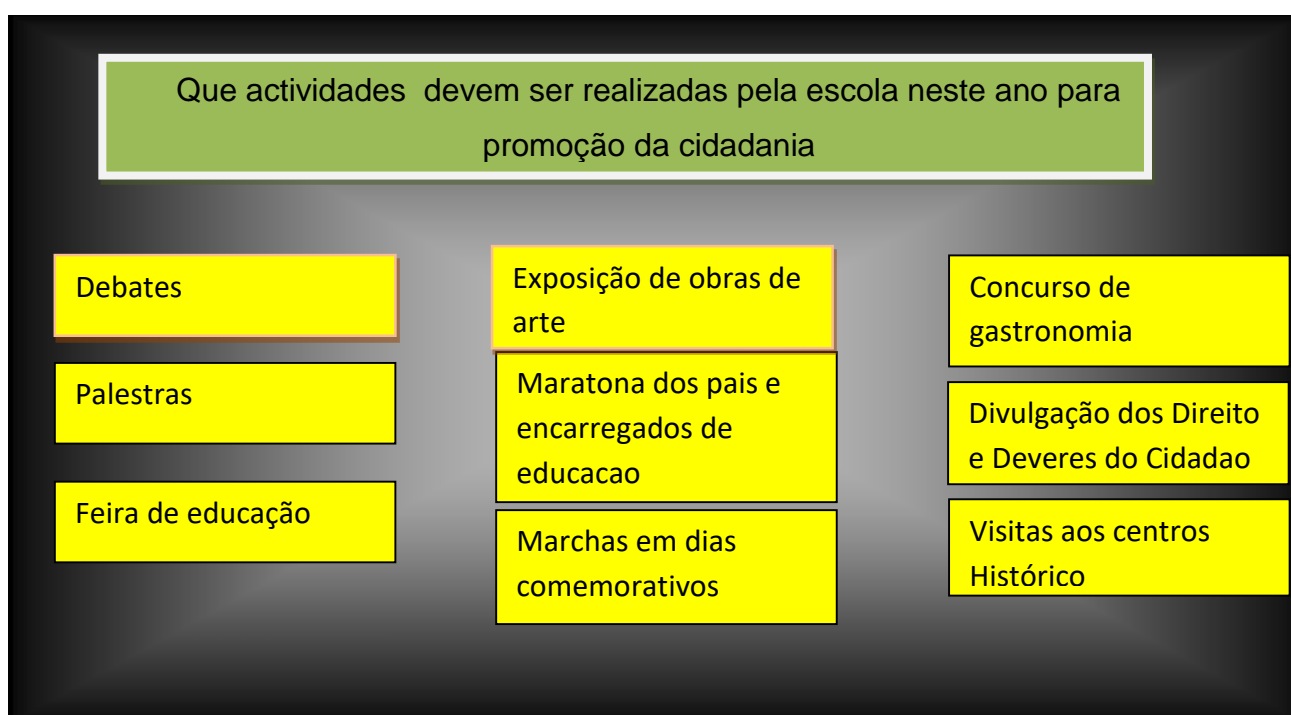 Que actividades devem ser realizadas pela escola neste ano para
promoção da cidadania
Debates
Palestras
Feira de educação
Exposição de obras de
arte
Maratona dos pais e
encarregados de
educacao
Marchas em dias
comemorativos
Concurso de
gastronomia
Divulgação dos Direito
e Deveres do Cidadao
Visitas aos centros
Histórico